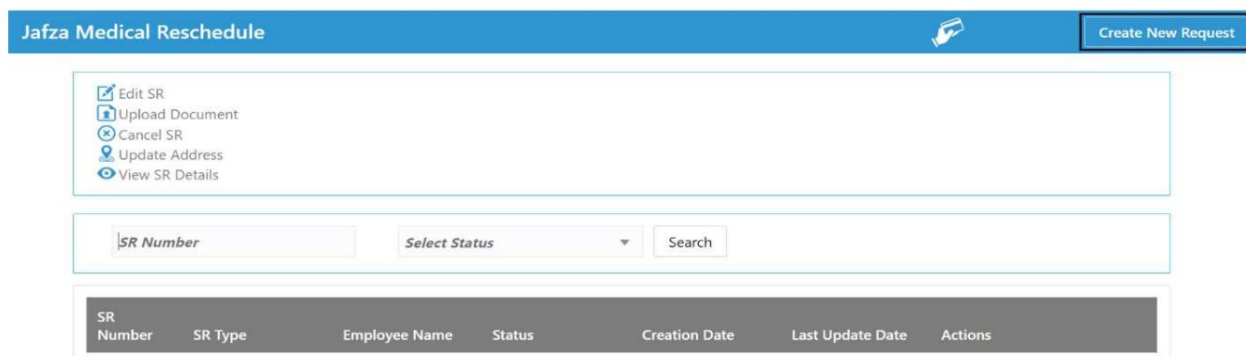 Jafza Medical Reschedule Create New Request
Edit SR
Upload Document
Cancel SR
Update Address
View SR Details
SR Number Select Status Search
SR
Number SR Type Employee Name Status Creation Date Last Update Date Actions